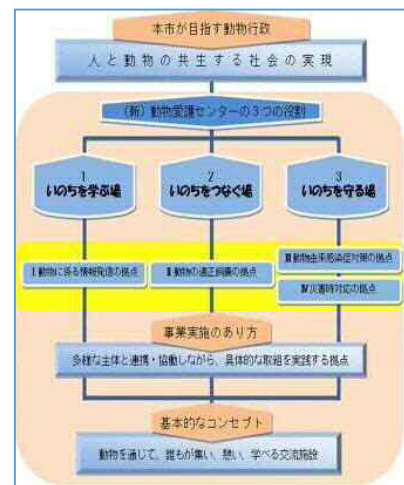 本市が目指す動物行政
人と動物の共生する社会の実現
（新）動物愛護センターの３つの役割
1
いのちを学ぶ場
2
いのちをつなぐ場
3
いのちを守る場
Ⅰ動物に係る情報発信の拠点
Ⅱ動物の適正飼養の拠点
Ⅲ動物由来感染症対策の拠点
Ⅳ災害時対応の拠点
事業実施のあり方
多様な主体と連携・協働しながら、具体的な取組を実践する拠点
基本的なコンセプト
動物を通じて、誰もが集い、憩い、学べる交流施設